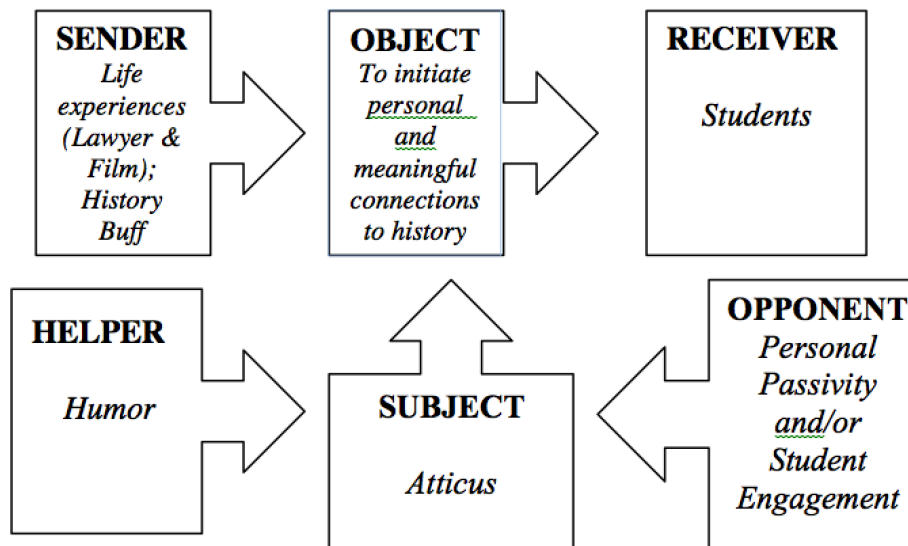 SENDER
Life
experiences
(Lawyer &
Film);
History
Buff
OBJECT
To initiate
personal
and
meaningful
connections
to history
RECEIVER
Students
HELPER
Humor
SUBJECT
Atticus
OPPONENT
Personal
Passivity
and/or
Student
Engagement